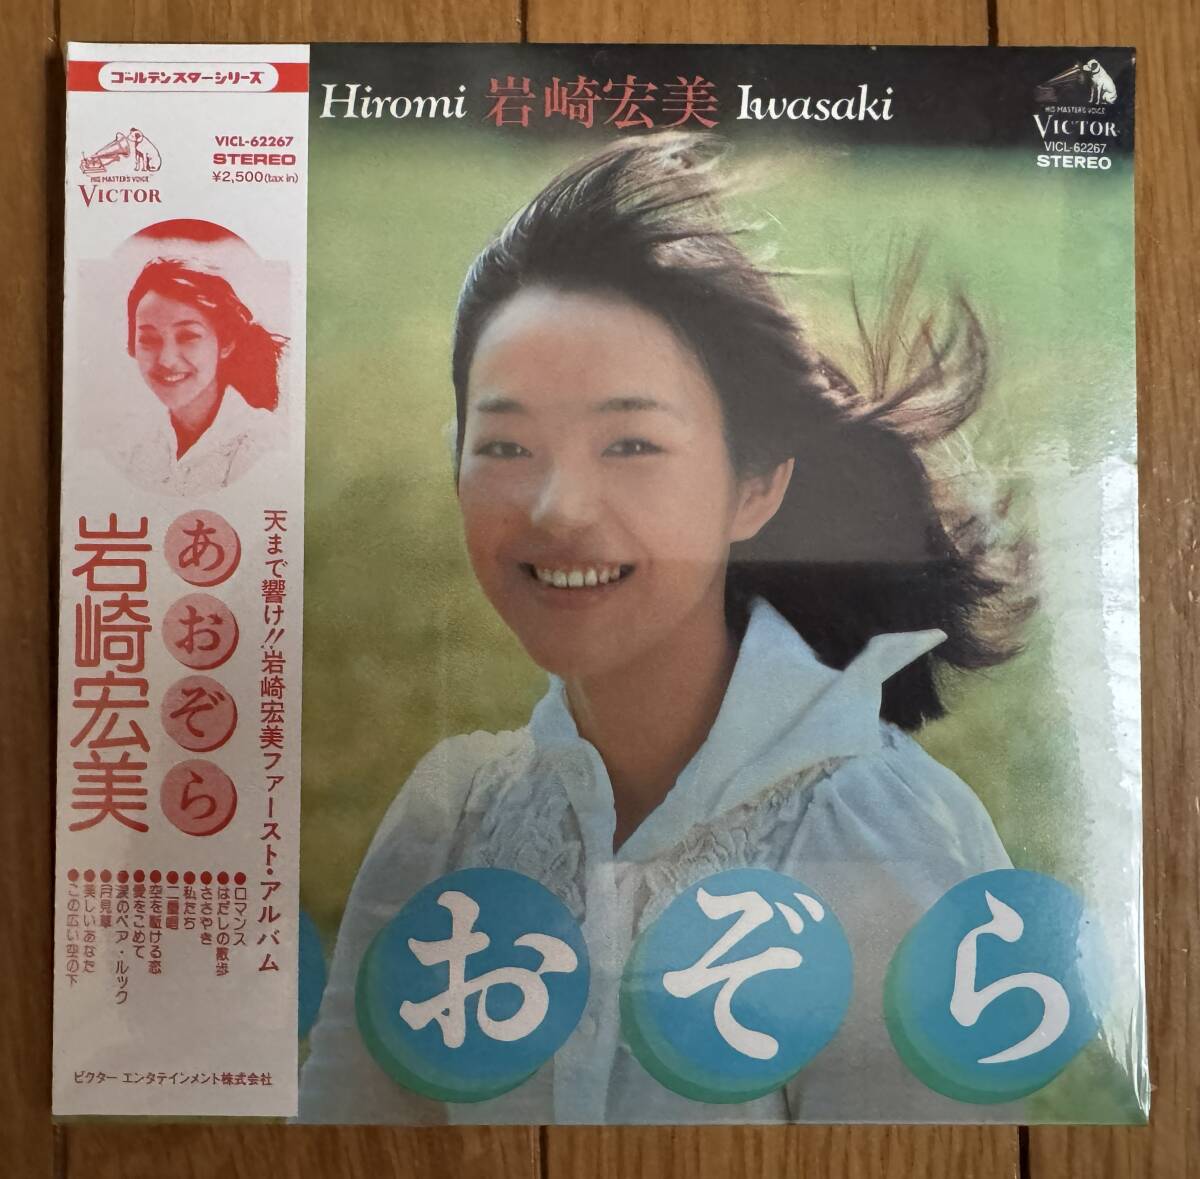 ゴールデンスターシリーズ
HIS MASTER'S VOICE
VICTOR
VICL-62267
STEREO
¥2,500(tax in)
天まで響け!!岩崎宏美ファースト・アルバム
あおぞら
岩崎宏美
●ロマンス
●はだしの散歩
●ささやき
●私たち
●二重唱
●空を駈ける恋
●愛をこめて
●涙のペア・ルック
●月見草
●美しいあなた
●この広い空の下
ビクター エンタテインメント株式会社
Hiromi 岩崎宏美 Iwasaki
HIS MASTER'S VOICE
VICTOR
VICL-62267
STEREO
おぞら